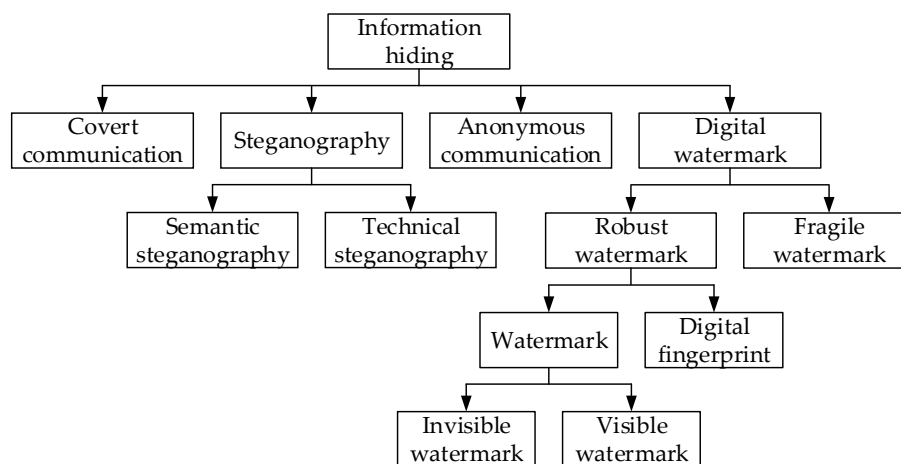 Information
hiding
Covert
communication
Steganography
Anonymous
communication
Digital
watermark
Semantic
steganography
Technical
steganography
Robust
watermark
Fragile
watermark
Watermark
Digital
fingerprint
Invisible
watermark
Visible
watermark